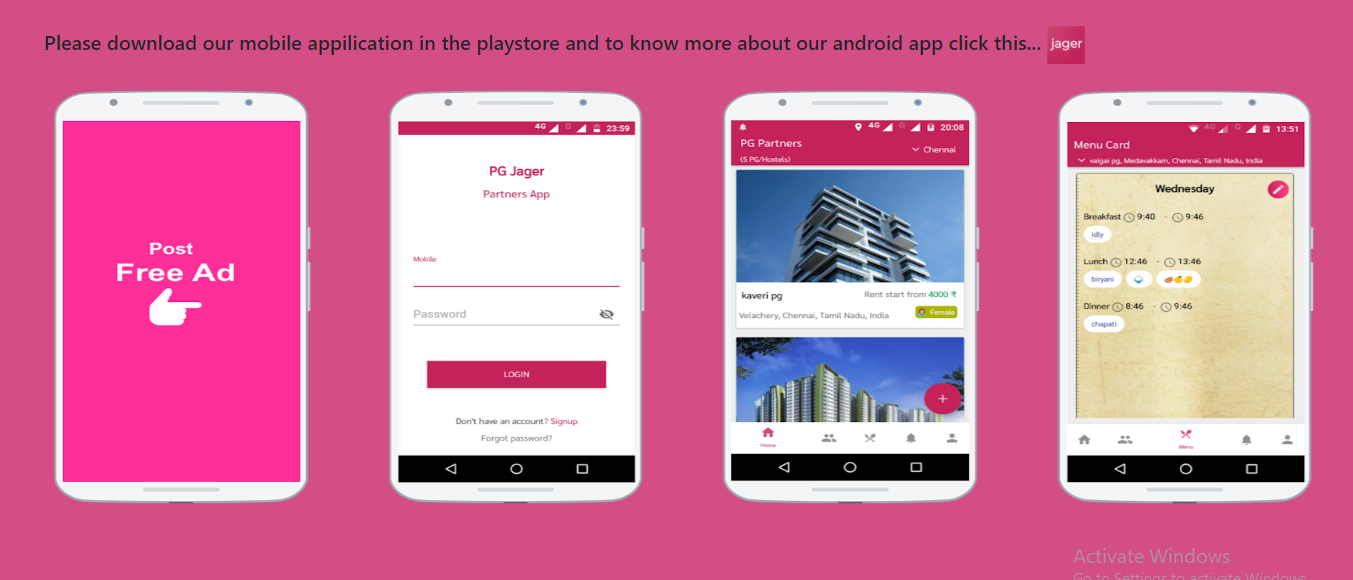 Please download our mobile appilication in the playstore and to know more about our android app click this... jager
Post
Free Ad
4G G 23:59
PG Jager
Partners App
Mobile
Password
LOGIN
Don't have an account? Signup
Forgot password?
4G G 20:08
PG Partners
(5 PG/Hostels)
Chennai
kaveri pg
Rent start from 4000 ₹
Velachery, Chennai, Tamil Nadu, India
Female
+
Home
4G G 13:51
Menu Card
vaigai pg, Medavakkam, Chennai, Tamil Nadu, India
Wednesday
Breakfast 9:40 - 9:46
idly
Lunch 12:46 - 13:46
biryani
Dinner 8:46 - 9:46
chapati
Menu
Activate Windows
Go to Settings to activate Windows.